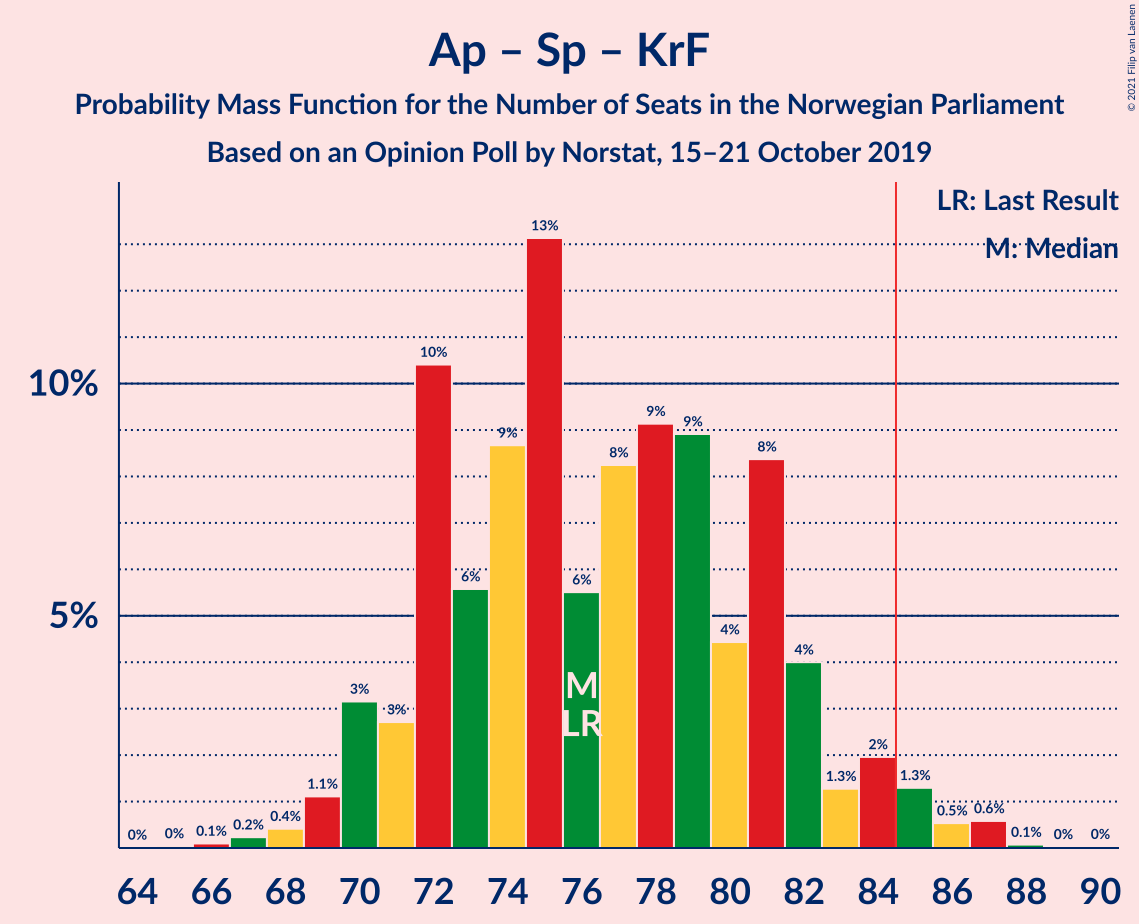 Ap – Sp – KrF
Probability Mass Function for the Number of Seats in the Norwegian Parliament
Based on an Opinion Poll by Norstat, 15–21 October 2019
© 2021 Filip van Laenen
LR: Last Result
M: Median
10%
5%
0% 0% 0.1% 0.2% 0.4% 1.1% 3% 3% 10% 6% 9% 13% 6% 8% 9% 9% 4% 8% 4% 1.3% 2% 1.3% 0.5% 0.6% 0.1% 0% 0%
M
LR
64 66 68 70 72 74 76 78 80 82 84 86 88 90